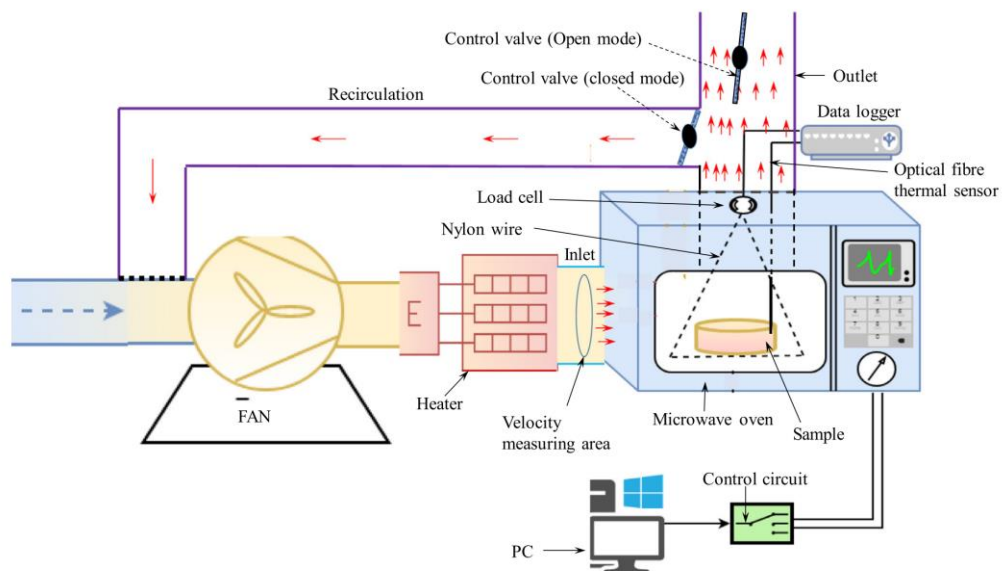 Control valve (Open mode)
Control valve (closed mode)
Outlet
Recirculation
Data logger
Optical fibre
thermal sensor
Load cell
Nylon wire
Inlet
E
Heater
FAN
Velocity
measuring area
Microwave oven
Sample
Control circuit
PC